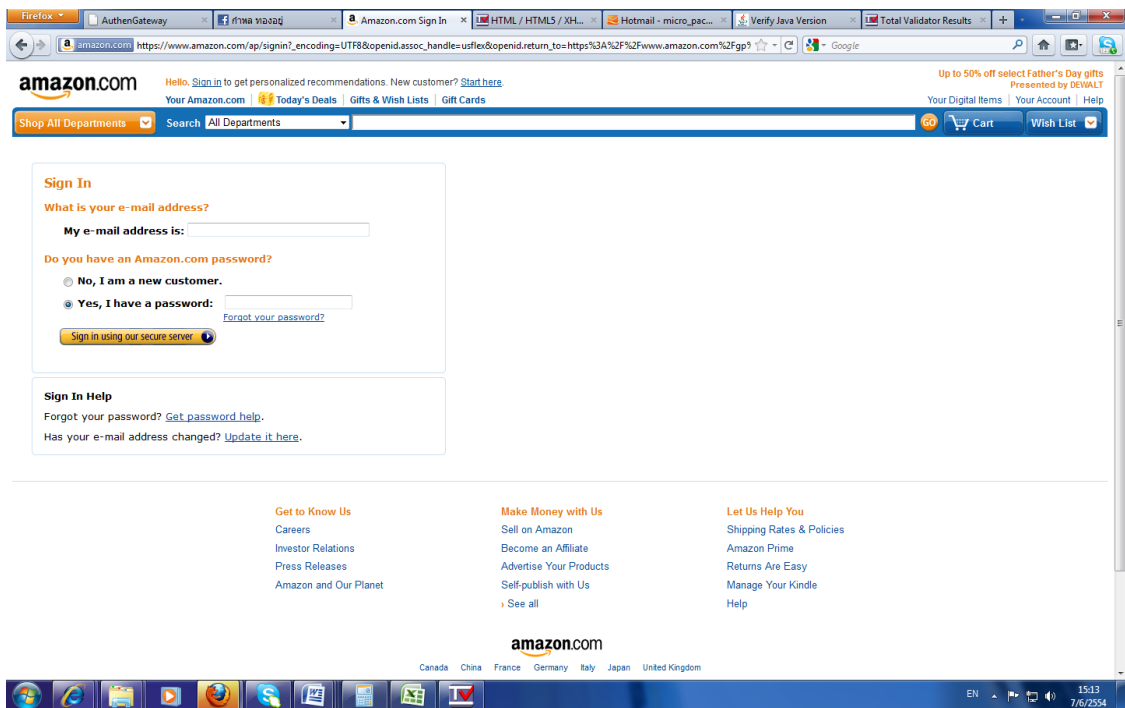 Firefox
AuthenGateway
กำพล ทองอยู่
Amazon.com Sign In
HTML / HTML5 / XH...
Hotmail - micro_pac...
Verify Java Version
Total Validator Results
amazon.com https://www.amazon.com/ap/signin?_encoding=UTF8&openid.assoc_handle=usflex&openid.return_to=https%3A%2F%2Fwww.amazon.com%2Fgp%
Google
amazon.com
Hello. Sign in to get personalized recommendations. New customer? Start here.
Up to 50% off select Father's Day gifts
Presented by DEWALT
Your Amazon.com Today's Deals Gifts & Wish Lists Gift Cards
Your Digital Items Your Account Help
Shop All Departments Search All Departments GO Cart Wish List
Sign In
What is your e-mail address?
My e-mail address is:
Do you have an Amazon.com password?
No, I am a new customer.
Yes, I have a password:
Forgot your password?
Sign in using our secure server
Sign In Help
Forgot your password? Get password help.
Has your e-mail address changed? Update it here.
Get to Know Us
Careers
Investor Relations
Press Releases
Amazon and Our Planet
Make Money with Us
Sell on Amazon
Become an Affiliate
Advertise Your Products
Self-publish with Us
› See all
Let Us Help You
Shipping Rates & Policies
Amazon Prime
Returns Are Easy
Manage Your Kindle
Help
amazon.com
Canada China France Germany Italy Japan United Kingdom
EN
15:13
7/6/2554